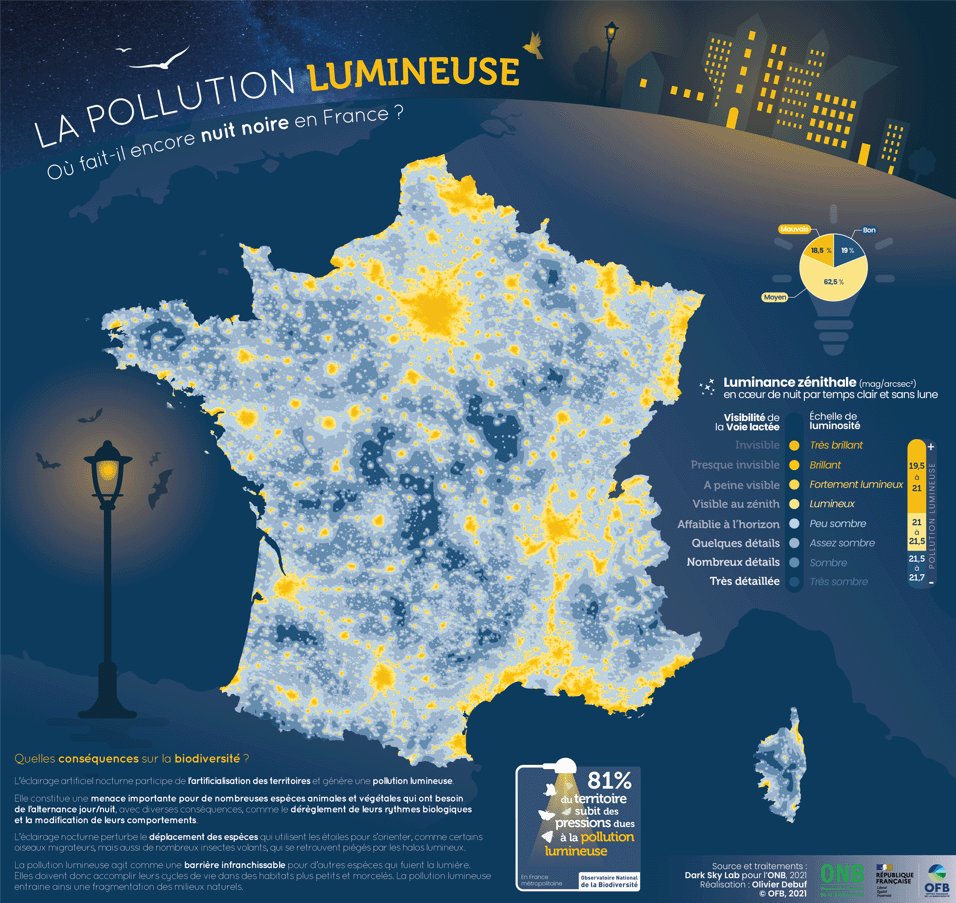 LA POLLUTION LUMINEUSE
Où fait-il encore nuit noire en France ?
Mauvais
Bon
18,5 %
19 %
62,5 %
Moyen
Luminance zénithale (mag/arcsec²)
en cœur de nuit par temps clair et sans lune
Visibilité de
la Voie lactée
Échelle de
luminosité
Invisible Très brillant
Presque invisible Brillant
A peine visible Fortement lumineux
Visible au zénith Lumineux
Affaiblie à l'horizon Peu sombre
Quelques détails Assez sombre
Nombreux détails Sombre
Très détaillée Très sombre
+
19,5
à
21
21
à
21,5
21,5
à
21,7
-
POLLUTION LUMINEUSE
Quelles conséquences sur la biodiversité ?
L'éclairage artificiel nocturne participe de l'artificialisation des territoires et génère une pollution lumineuse.
Elle constitue une menace importante pour de nombreuses espèces animales et végétales qui ont besoin
de l'alternance jour/nuit, avec diverses conséquences, comme le dérèglement de leurs rythmes biologiques
et la modification de leurs comportements.
L'éclairage nocturne perturbe le déplacement des espèces qui utilisent les étoiles pour s'orienter, comme certains
oiseaux migrateurs, mais aussi de nombreux insectes volants, qui se retrouvent piégés par les halos lumineux.
La pollution lumineuse agit comme une barrière infranchissable pour d'autres espèces qui fuient la lumière.
Elles doivent donc accomplir leurs cycles de vie dans des habitats plus petits et morcelés. La pollution lumineuse
entraine ainsi une fragmentation des milieux naturels.
81%
du territoire
subit des
pressions dues
à la pollution
lumineuse
En France
métropolitaine
Observatoire National
de la Biodiversité
Source et traitements :
Dark Sky Lab pour l'ONB, 2021
Réalisation : Olivier Debuf
© OFB, 2021
ONB
RÉPUBLIQUE
FRANÇAISE
Liberté
Égalité
Fraternité
OFB